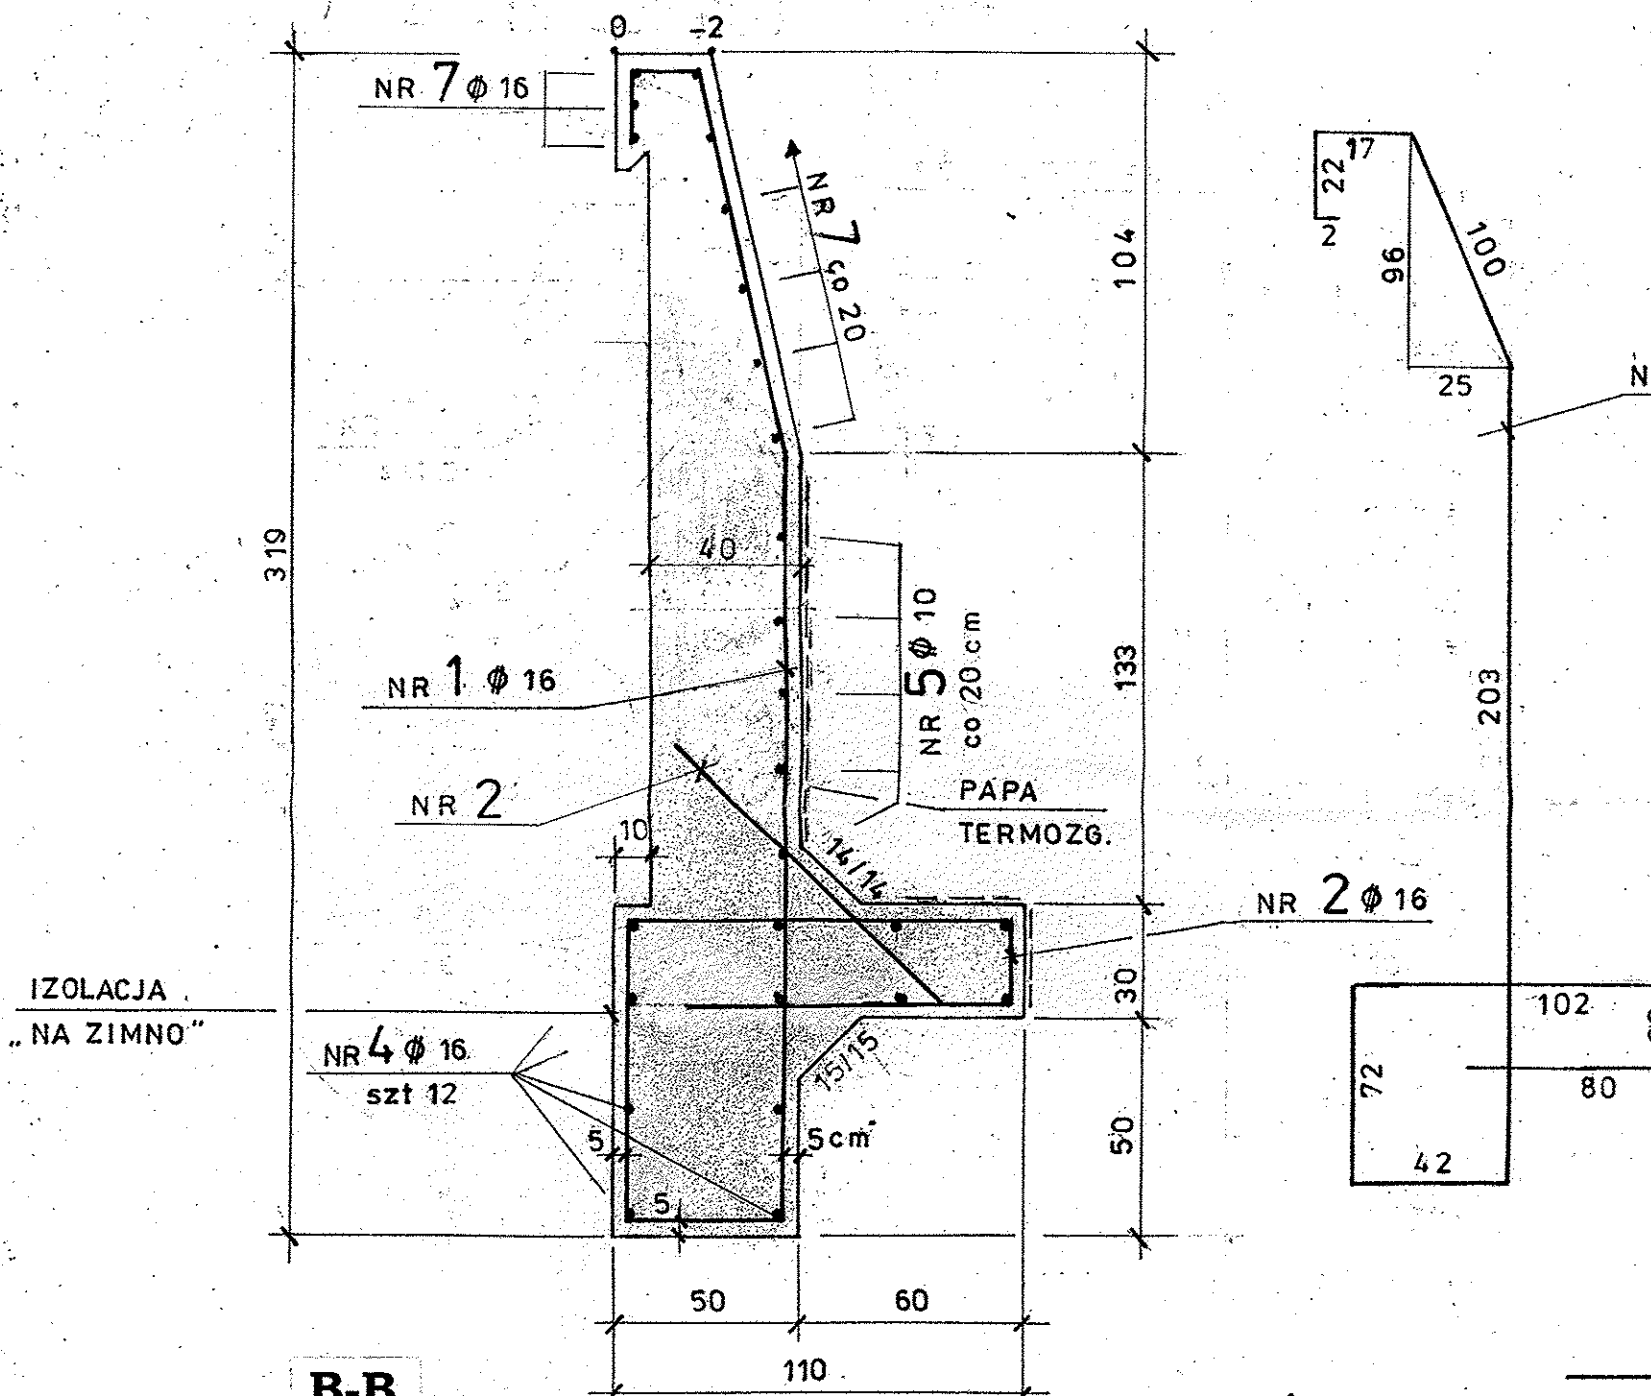 0
-2
NR 7 ϕ 16
17
22
2
NR 7 co 20
104
96
100
25
N
319
40
NR 5 ϕ 10
co 20 cm
133
NR 1 ϕ 16
203
NR 2
PAPA
TERMOZG.
10
14/14
NR 2 ϕ 16
IZOLACJA
„NA ZIMNO”
30
102
NR 4 ϕ 16
szt 12
15/15
72
80
5
5cm
50
42
5
50
60
110
B-B